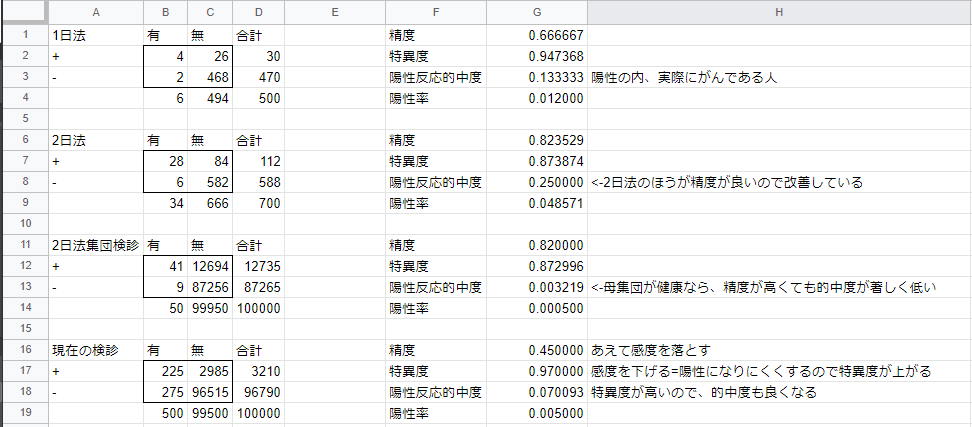 A B C D E F G H
1 1日法 有 無 合計 精度 0.666667
2 + 4 26 30 特異度 0.947368
3 - 2 468 470 陽性反応的中度 0.133333 陽性の内、実際にがんである人
4 6 494 500 陽性率 0.012000
5
6 2日法 有 無 合計 精度 0.823529
7 + 28 84 112 特異度 0.873874
8 - 6 582 588 陽性反応的中度 0.250000 <-2日法のほうが精度が良いので改善している
9 34 666 700 陽性率 0.048571
10
11 2日法集団検診 有 無 合計 精度 0.820000
12 + 41 12694 12735 特異度 0.872996
13 - 9 87256 87265 陽性反応的中度 0.003219 <-母集団が健康なら、精度が高くても的中度が著しく低い
14 50 99950 100000 陽性率 0.000500
15
16 現在の検診 有 無 合計 精度 0.450000 あえて感度を落とす
17 + 225 2985 3210 特異度 0.970000 感度を下げる=陽性になりにくくするので特異度が上がる
18 - 275 96515 96790 陽性反応的中度 0.070093 特異度が高いので、的中度も良くなる
19 500 99500 100000 陽性率 0.005000